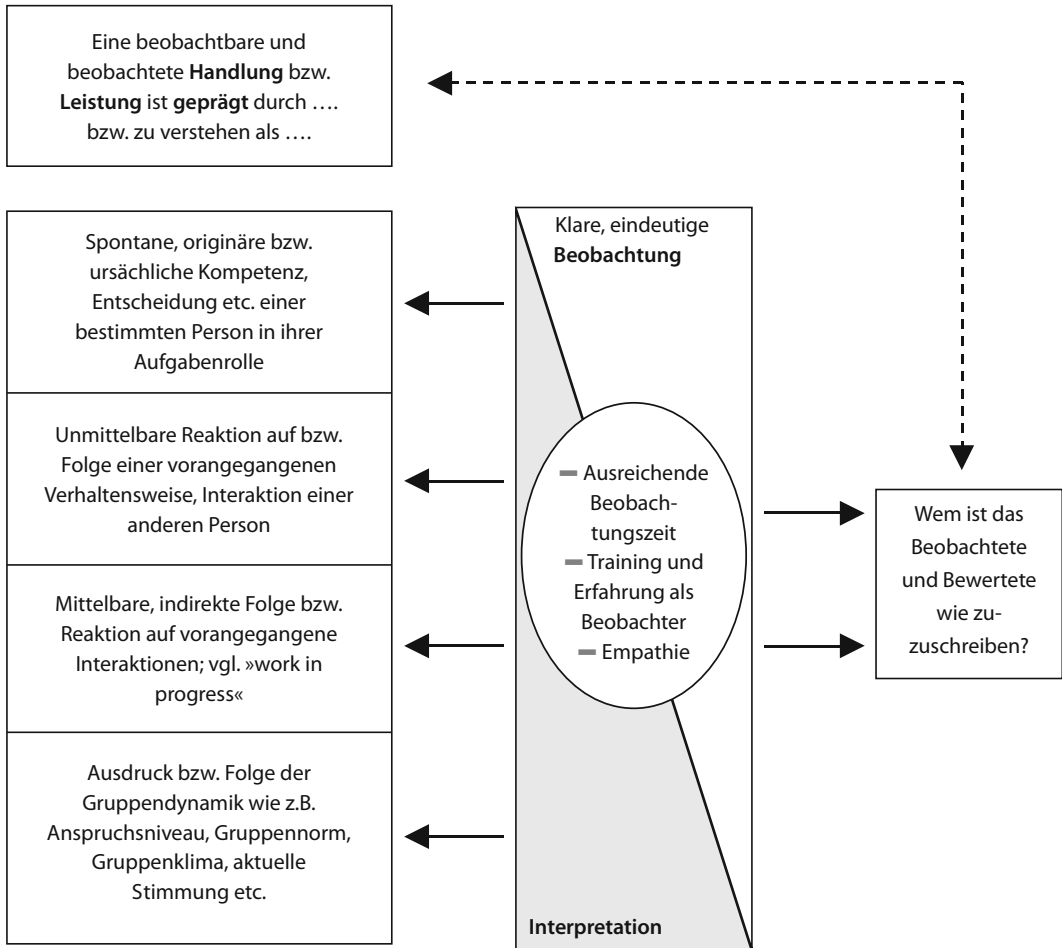 Eine beobachtbare und
beobachtete Handlung bzw.
Leistung ist geprägt durch ….
bzw. zu verstehen als ….
Spontane, originäre bzw.
ursächliche Kompetenz,
Entscheidung etc. einer
bestimmten Person in ihrer
Aufgabenrolle
Unmittelbare Reaktion auf bzw.
Folge einer vorangegangenen
Verhaltensweise, Interaktion einer
anderen Person
Mittelbare, indirekte Folge bzw.
Reaktion auf vorangegangene
Interaktionen; vgl. »work in
progress«
Ausdruck bzw. Folge der
Gruppendynamik wie z.B.
Anspruchsniveau, Gruppennorm,
Gruppenklima, aktuelle
Stimmung etc.
Klare, eindeutige
Beobachtung
Ausreichende
Beobach-
tungszeit
Training und
Erfahrung als
Beobachter
Empathie
Interpretation
Wem ist das
Beobachtete
und Bewertete
wie zu-
zuschreiben?